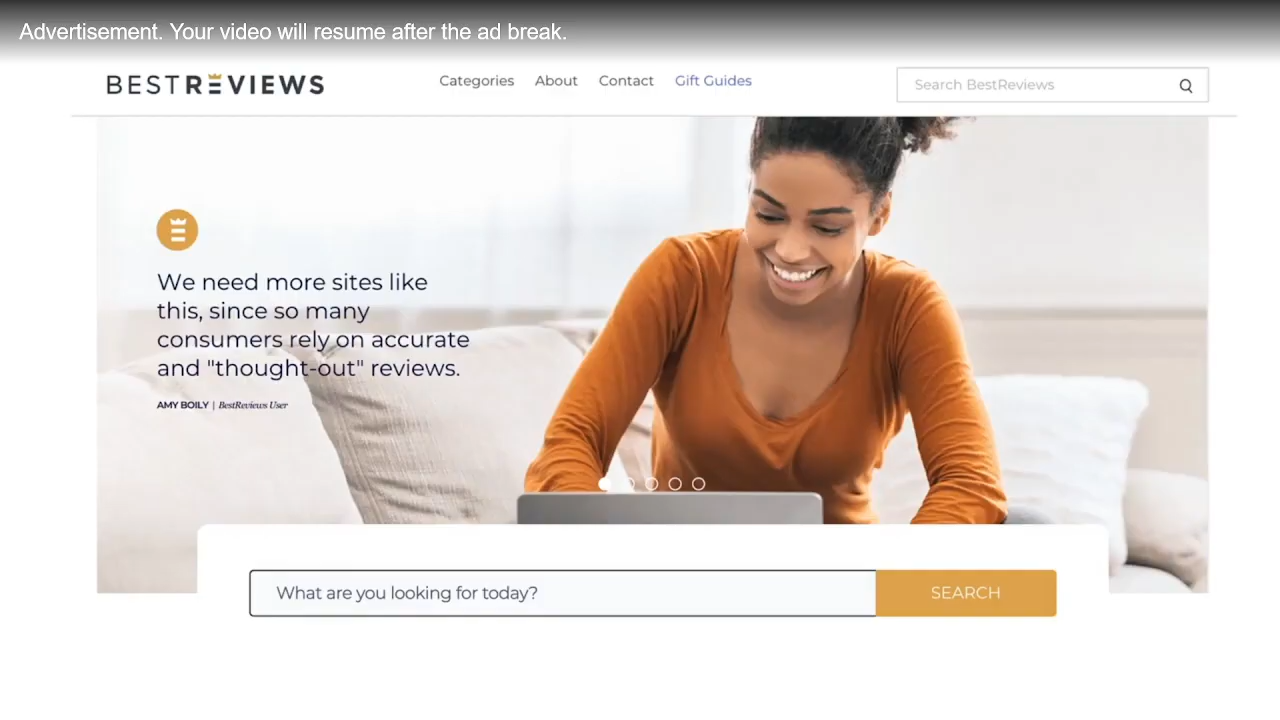 Advertisement. Your video will resume after the ad break.
BESTREVIEWS
Categories About Contact Gift Guides
Search BestReviews
We need more sites like
this, since so many
consumers rely on accurate
and "thought-out" reviews.
AMY BOILY | BestReviews User
What are you looking for today?
SEARCH